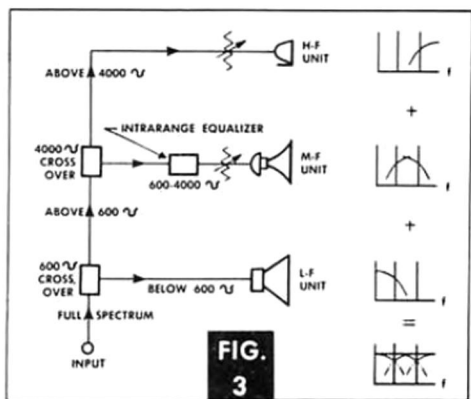 H-F
UNIT
ABOVE 4000 ~
f
+
INTRARANGE EQUALIZER
4000 ~
CROSS
OVER
M-F
UNIT
600-4000 ~
f
ABOVE 600 ~
+
600 ~
CROSS
OVER
L-F
UNIT
BELOW 600 ~
f
FULL SPECTRUM
=
INPUT
FIG.
3
f